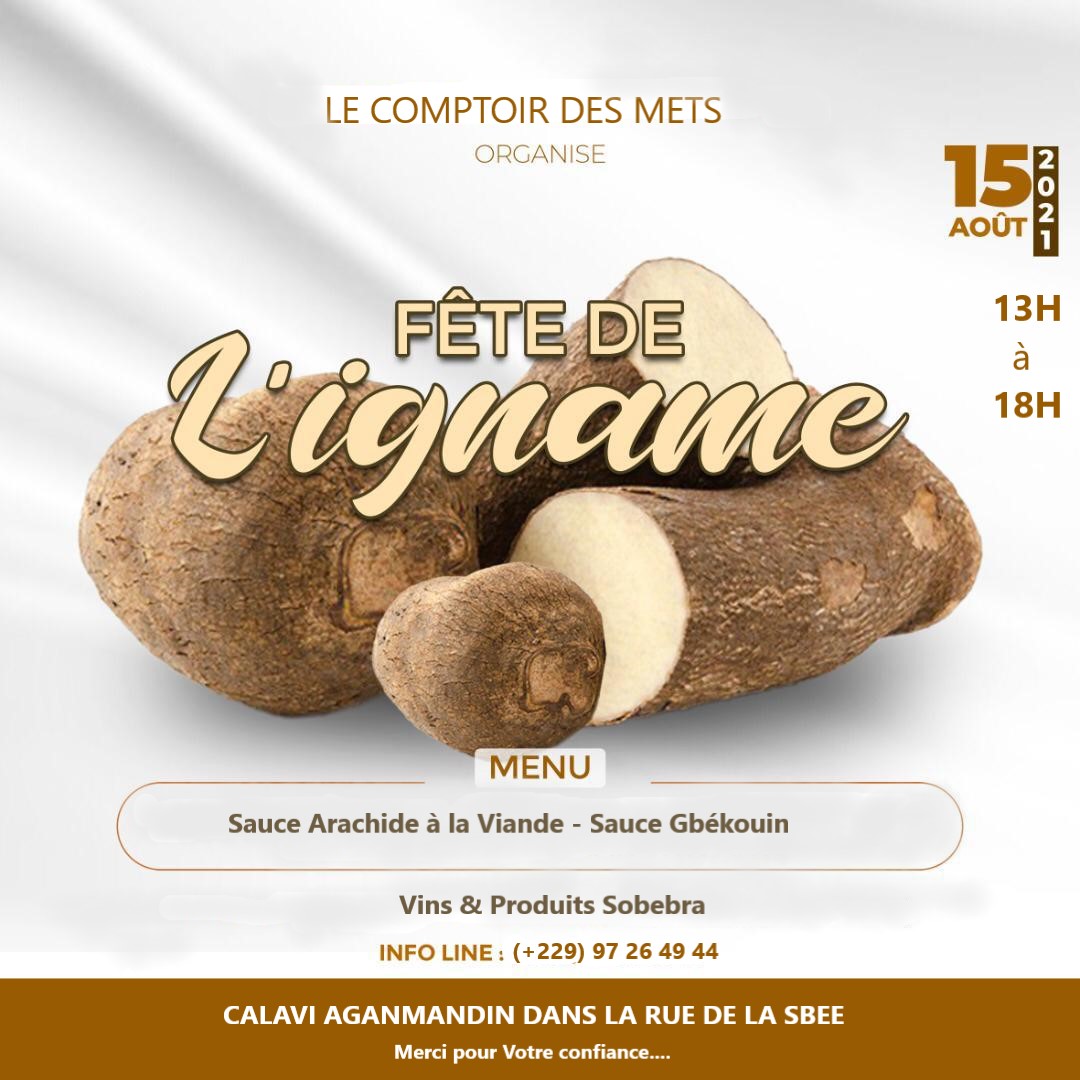 LE COMPTOIR DES METS
ORGANISE
15
AOÛT
2021
13H
à
18H
FÊTE DE
L'igname
MENU
Sauce Arachide à la Viande - Sauce Gbékouin
Vins & Produits Sobebra
INFO LINE : (+229) 97 26 49 44
CALAVI AGANMANDIN DANS LA RUE DE LA SBEE
Merci pour Votre confiance....